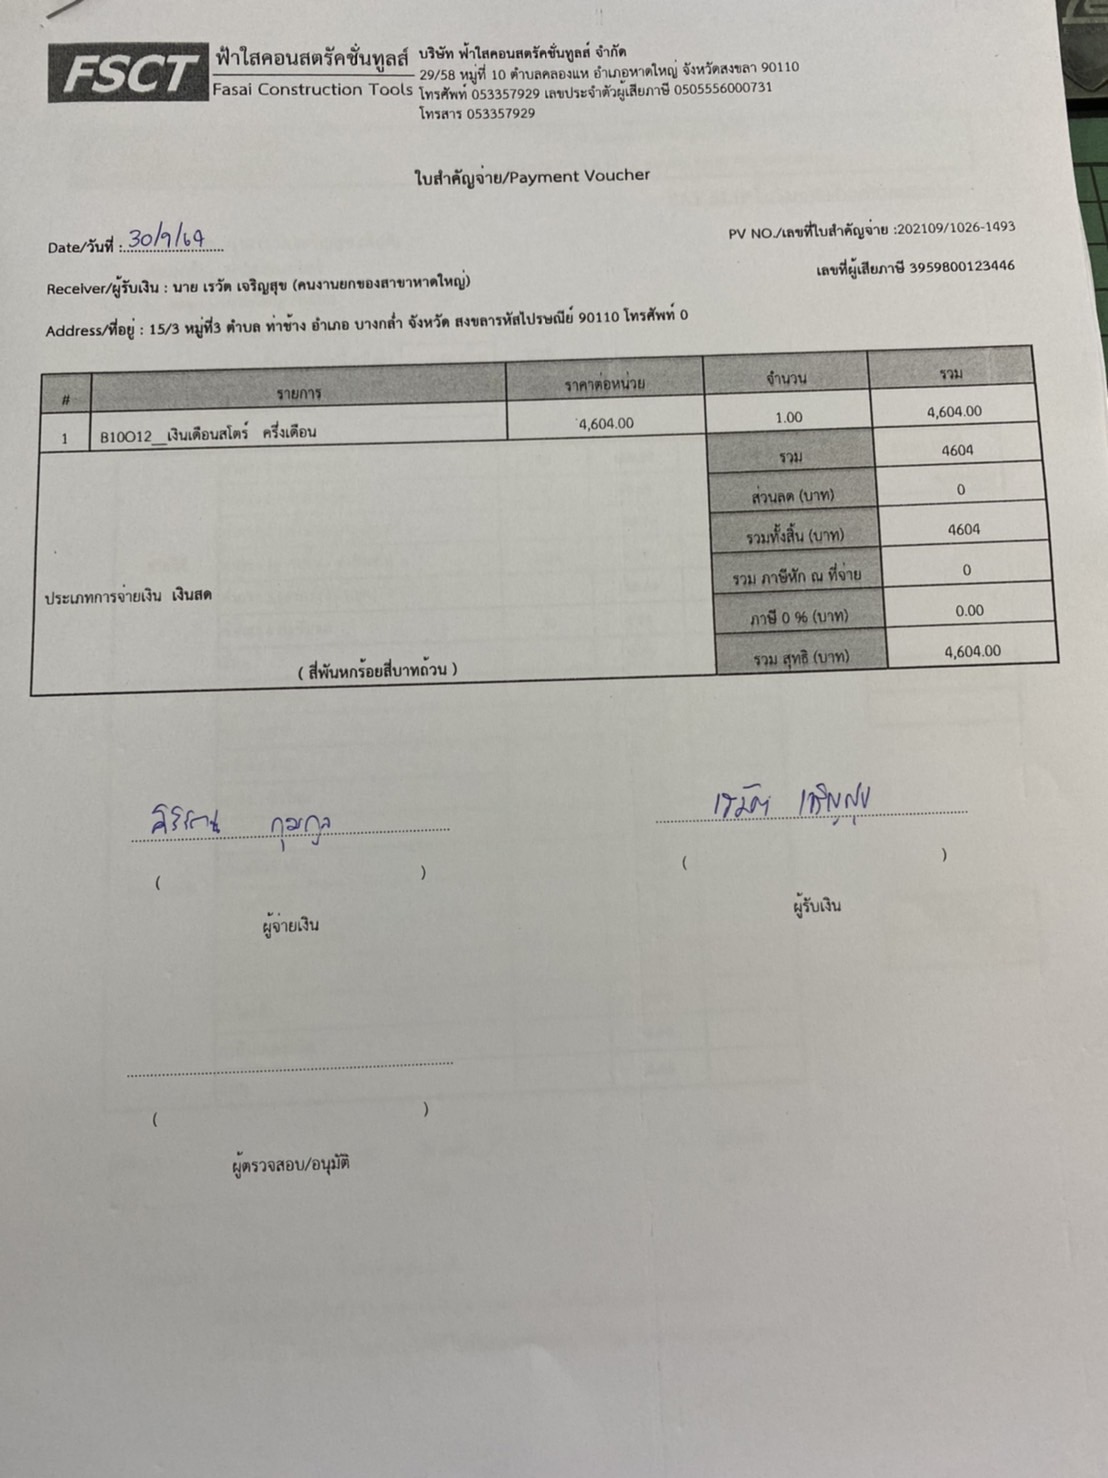 FSCT
ฟ้าใสคอนสตรัคชั่นทูลส์
Fasai Construction Tools
บริษัท ฟ้าใสคอนสตรัคชั่นทูลส์ จำกัด
29/58 หมู่ที่ 10 ตำบลคลองแห อำเภอหาดใหญ่ จังหวัดสงขลา 90110
โทรศัพท์ 053357929 เลขประจำตัวผู้เสียภาษี 0505556000731
โทรสาร 053357929
ใบสำคัญจ่าย/Payment Voucher
Date/วันที่ : 30/9/64
PV NO./เลขที่ใบสำคัญจ่าย :202109/1026-1493
เลขที่ผู้เสียภาษี 3959800123446
Receiver/ผู้รับเงิน : นาย เรวัต เจริญสุข (คนงานยกของสาขาหาดใหญ่)
Address/ที่อยู่ : 15/3 หมู่ที่3 ตำบล ท่าช้าง อำเภอ บางกล่ำ จังหวัด สงขลารหัสไปรษณีย์ 90110 โทรศัพท์ 0
# รายการ ราคาต่อหน่วย จำนวน รวม
1 B10O12__เงินเดือนสโตร์ ครึ่งเดือน 4,604.00 1.00 4,604.00
รวม 4604
ส่วนลด (บาท) 0
รวมทั้งสิ้น (บาท) 4604
รวม ภาษีหัก ณ ที่จ่าย 0
ประเภทการจ่ายเงิน เงินสด
ภาษี 0 % (บาท) 0.00
รวม สุทธิ (บาท) 4,604.00
( สี่พันหกร้อยสี่บาทถ้วน )
เรวัต เจริญสุข
( )
( )
ผู้จ่ายเงิน
ผู้รับเงิน
( )
ผู้ตรวจสอบ/อนุมัติ